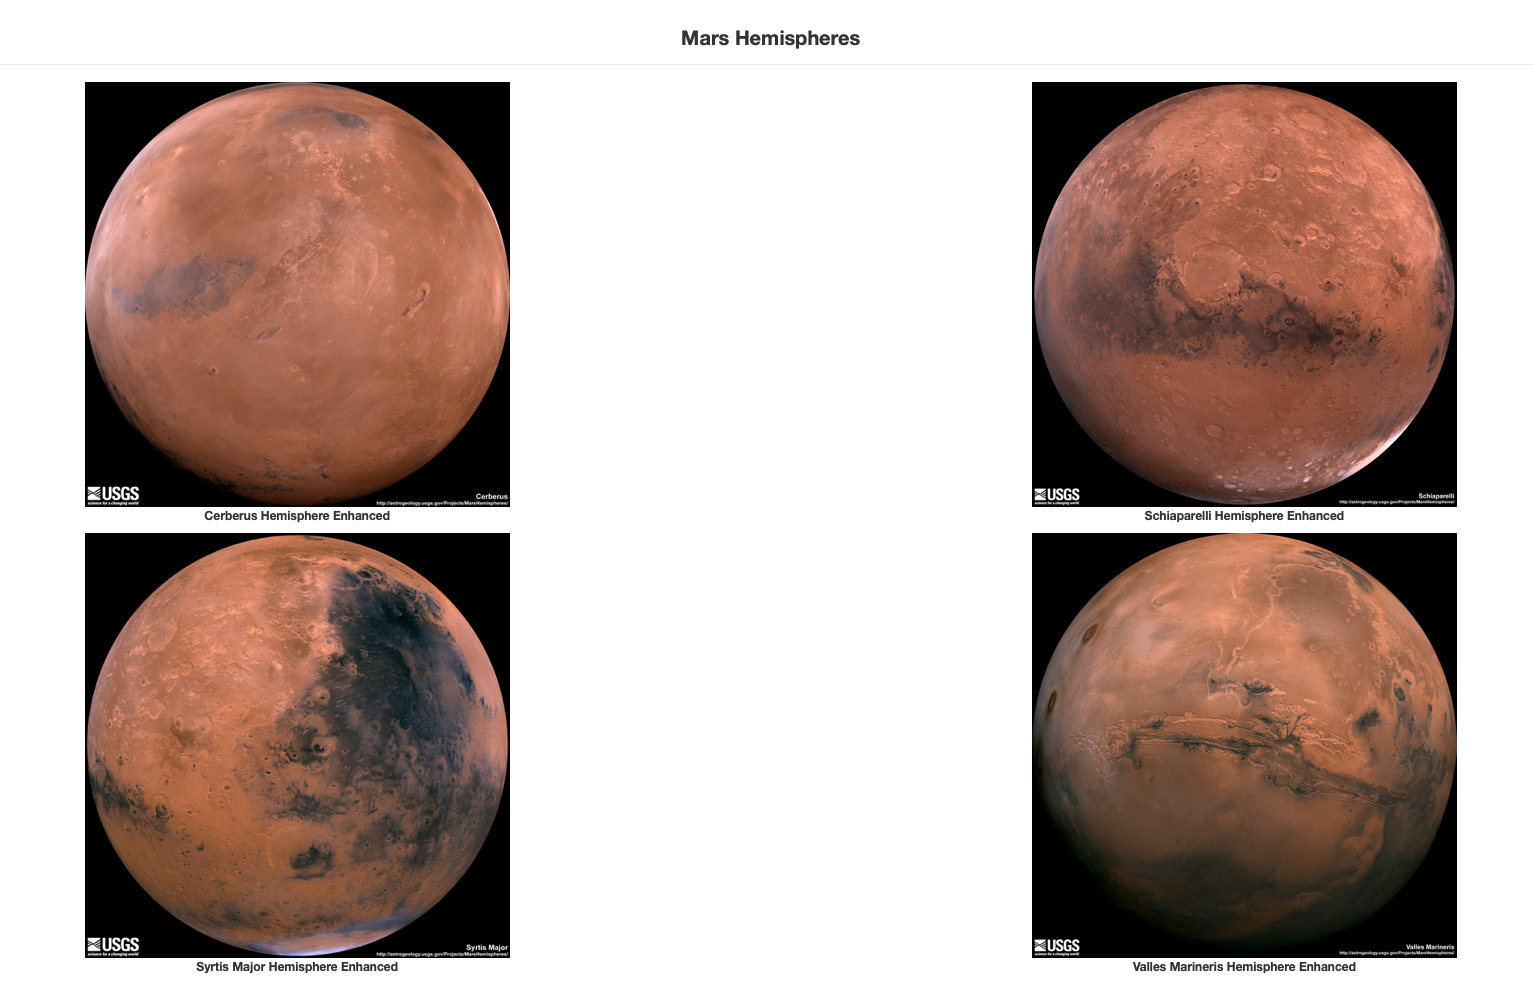 Mars Hemispheres
USGS
science for a changing world
Cerberus
http://astrogeology.usgs.gov/Projects/MarsHemispheres/
Cerberus Hemisphere Enhanced
USGS
science for a changing world
Schiaparelli
http://astrogeology.usgs.gov/Projects/MarsHemispheres/
Schiaparelli Hemisphere Enhanced
USGS
science for a changing world
Syrtis Major
http://astrogeology.usgs.gov/Projects/MarsHemispheres/
Syrtis Major Hemisphere Enhanced
USGS
science for a changing world
Valles Marineris
http://astrogeology.usgs.gov/Projects/MarsHemispheres/
Valles Marineris Hemisphere Enhanced